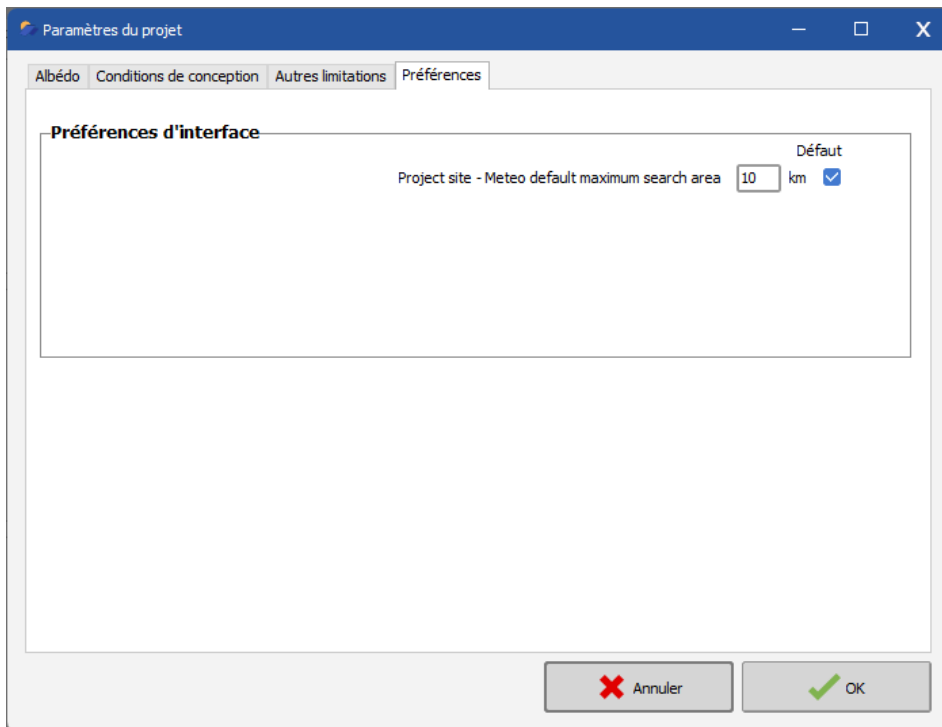 Paramètres du projet
Albédo Conditions de conception Autres limitations Préférences
Préférences d'interface
Défaut
Project site - Meteo default maximum search area 10 km
Annuler OK